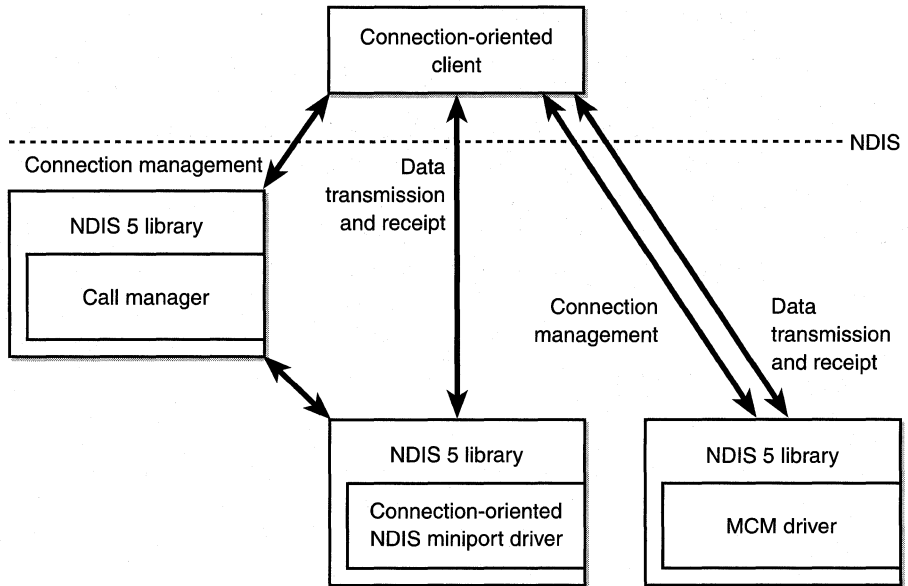 Connection-oriented
client
NDIS
Connection management
Data
transmission
and receipt
NDIS 5 library
Call manager
Connection
management
Data
transmission
and receipt
NDIS 5 library
Connection-oriented
NDIS miniport driver
NDIS 5 library
MCM driver